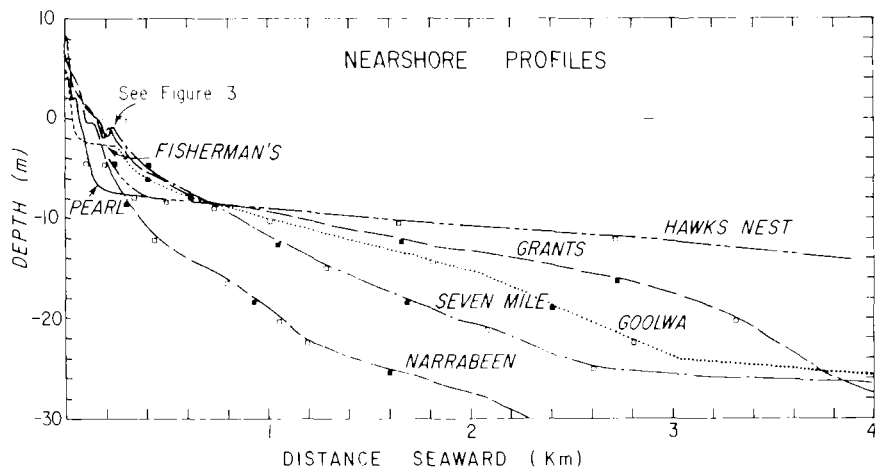 NEARSHORE PROFILES
See Figure 3
FISHERMAN'S
PEARL
HAWKS NEST
GRANTS
SEVEN MILE
GOOLWA
NARRABEEN
DEPTH (m)
10
0
-10
-20
-30
1
2
3
4
DISTANCE SEAWARD (Km)